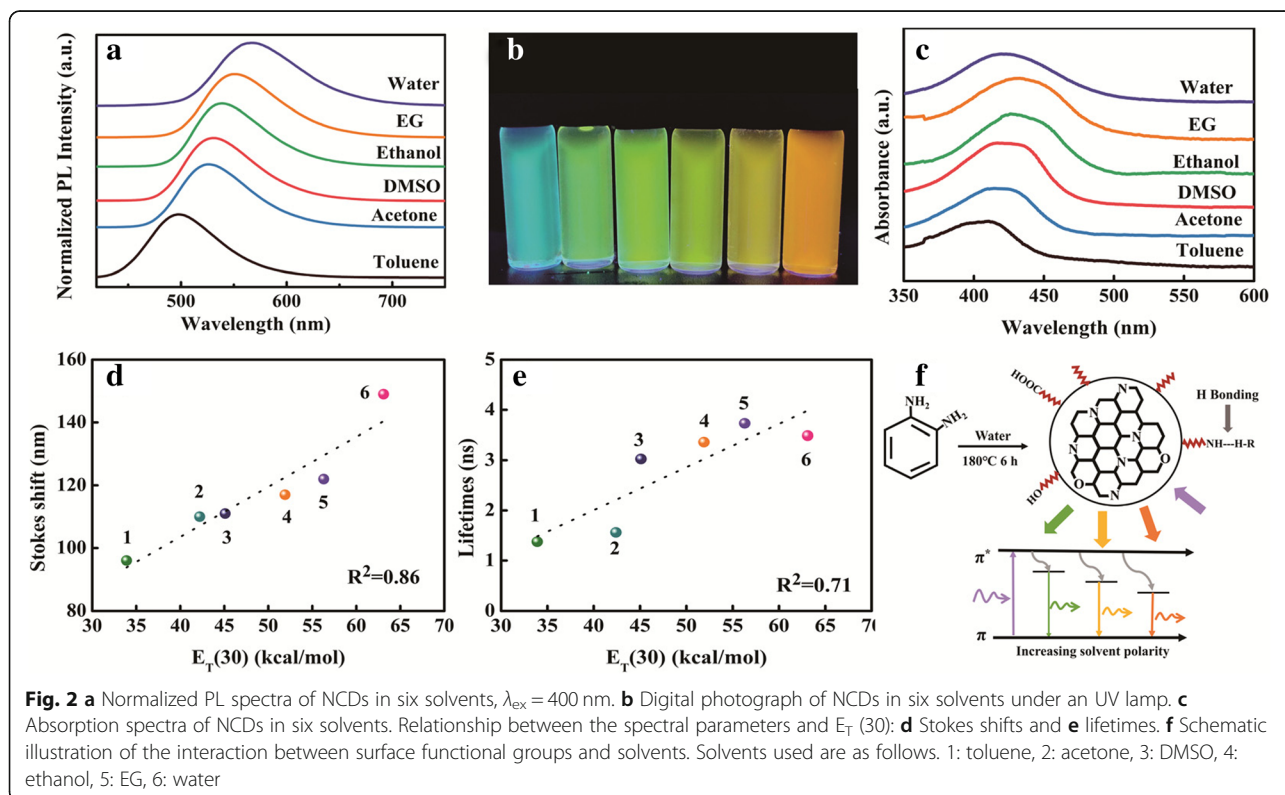 a
Normalized PL Intensity (a.u.)
Water
EG
Ethanol
DMSO
Acetone
Toluene
500 600 700
Wavelength (nm)
b
c
Absorbance (a.u.)
Water
EG
Ethanol
DMSO
Acetone
Toluene
350 400 450 500 550 600
Wavelength (nm)
d
Stokes shift (nm)
160
140
120
100
80
1
2
3
4
5
6
R²=0.86
30 35 40 45 50 55 60 65 70
E_T(30) (kcal/mol)
e
Lifetimes (ns)
5
4
3
2
1
0
1
2
3
4
5
6
R²=0.71
30 35 40 45 50 55 60 65 70
E_T(30) (kcal/mol)
f
NH₂
NH₂
Water
180°C 6 h
HOOC
HO
N
N
N
N
N
N
O
O
H Bonding
NH---H-R
π*
π
Increasing solvent polarity
Fig. 2 a Normalized PL spectra of NCDs in six solvents, λex = 400 nm. b Digital photograph of NCDs in six solvents under an UV lamp. c
Absorption spectra of NCDs in six solvents. Relationship between the spectral parameters and E_T (30): d Stokes shifts and e lifetimes. f Schematic
illustration of the interaction between surface functional groups and solvents. Solvents used are as follows. 1: toluene, 2: acetone, 3: DMSO, 4:
ethanol, 5: EG, 6: water